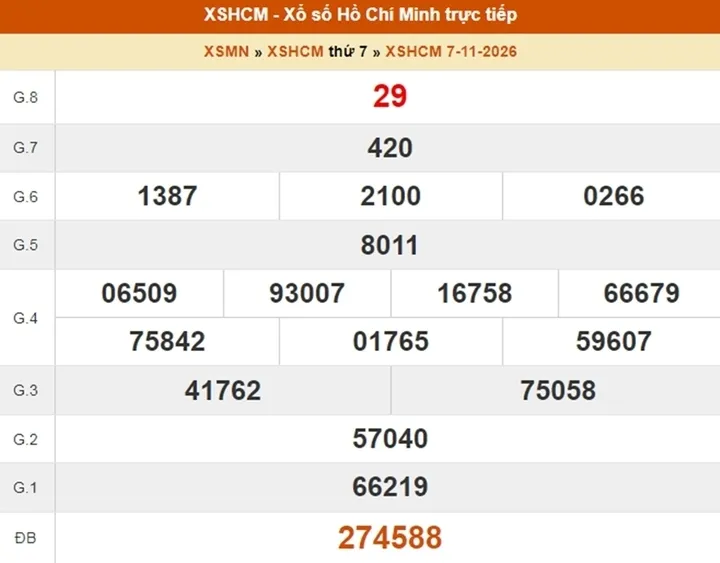 XSHCM - Xổ số Hồ Chí Minh trực tiếp
XSMN » XSHCM thứ 7 » XSHCM 7-11-2026
G.8 29
G.7 420
G.6 1387 2100 0266
G.5 8011
06509 93007 16758 66679
G.4
75842 01765 59607
G.3 41762 75058
G.2 57040
G.1 66219
ĐB 274588